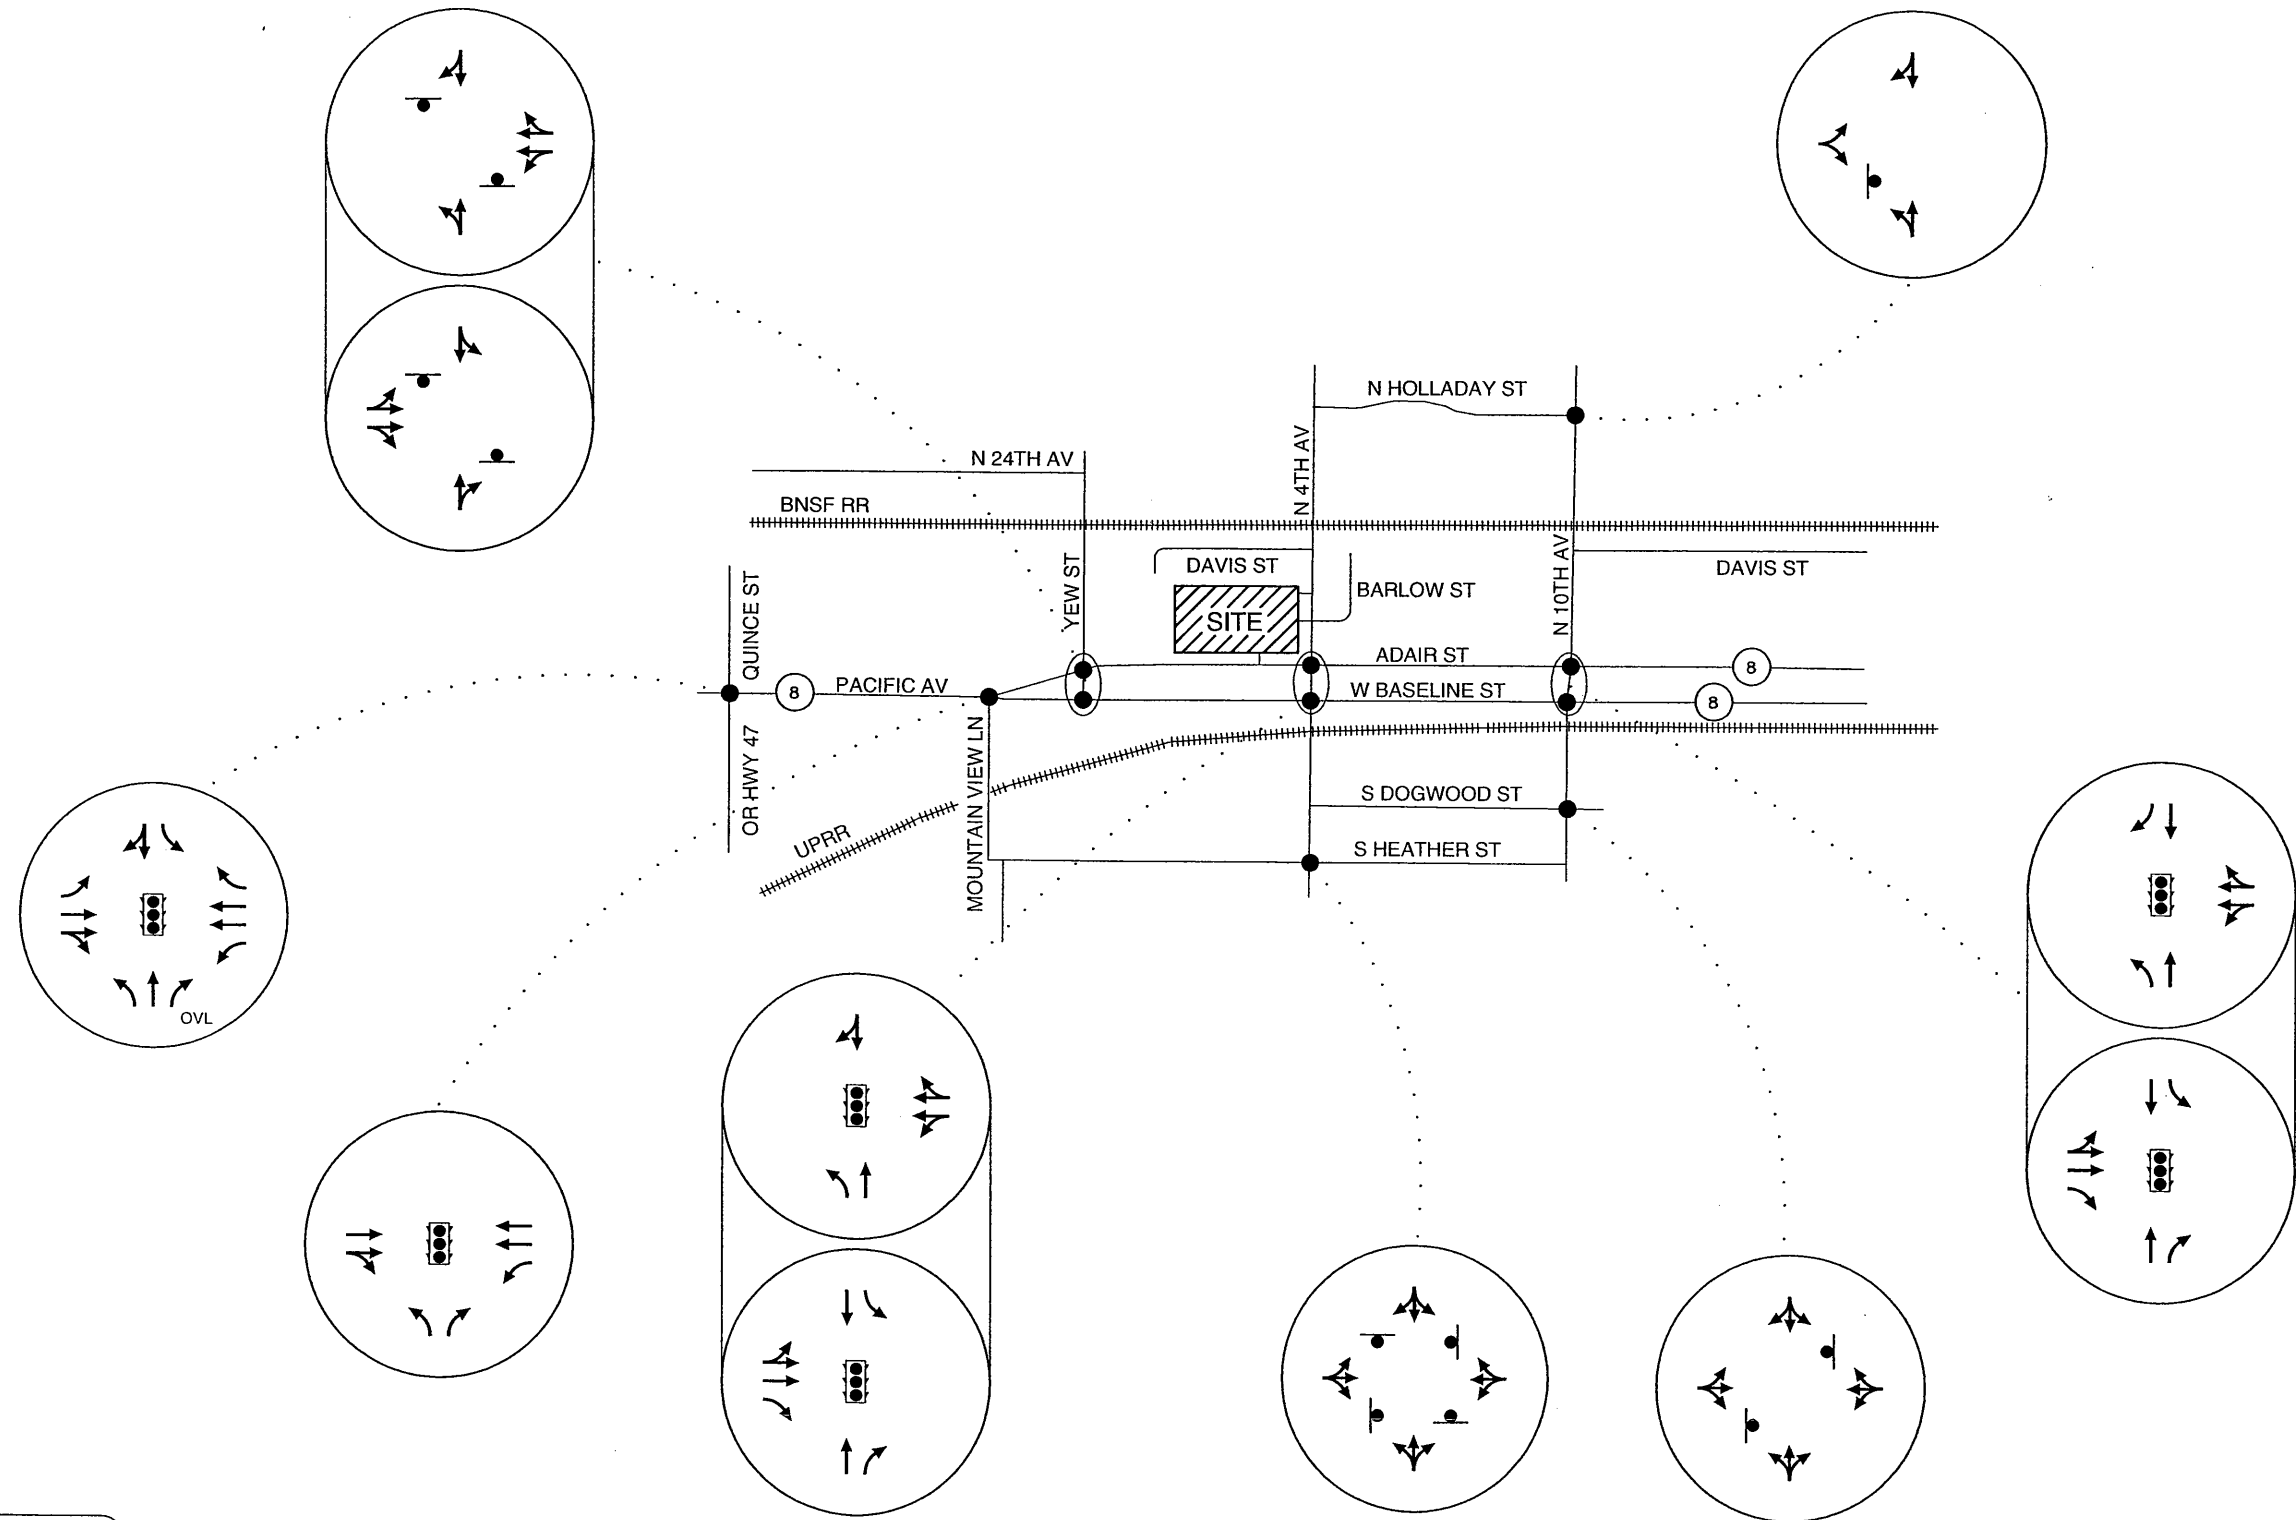 N HOLLADAY ST
N 4TH AV
N 24TH AV
BNSF RR
DAVIS ST
N 10TH AV
DAVIS ST
YEW ST
QUINCE ST
BARLOW ST
SITE
ADAIR ST
8
8
PACIFIC AV
W BASELINE ST
8
OR HWY 47
MOUNTAIN VIEW LN
UPRR
S DOGWOOD ST
S HEATHER ST
OVL